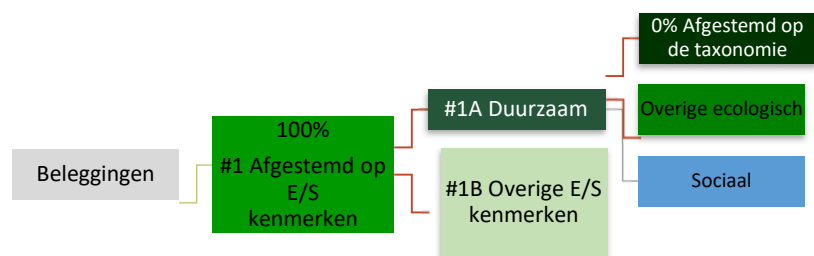 Beleggingen
100%
#1 Afgestemd op
E/S
kenmerken
#1A Duurzaam
#1B Overige E/S
kenmerken
0% Afgestemd op
de taxonomie
Overige ecologisch
Sociaal